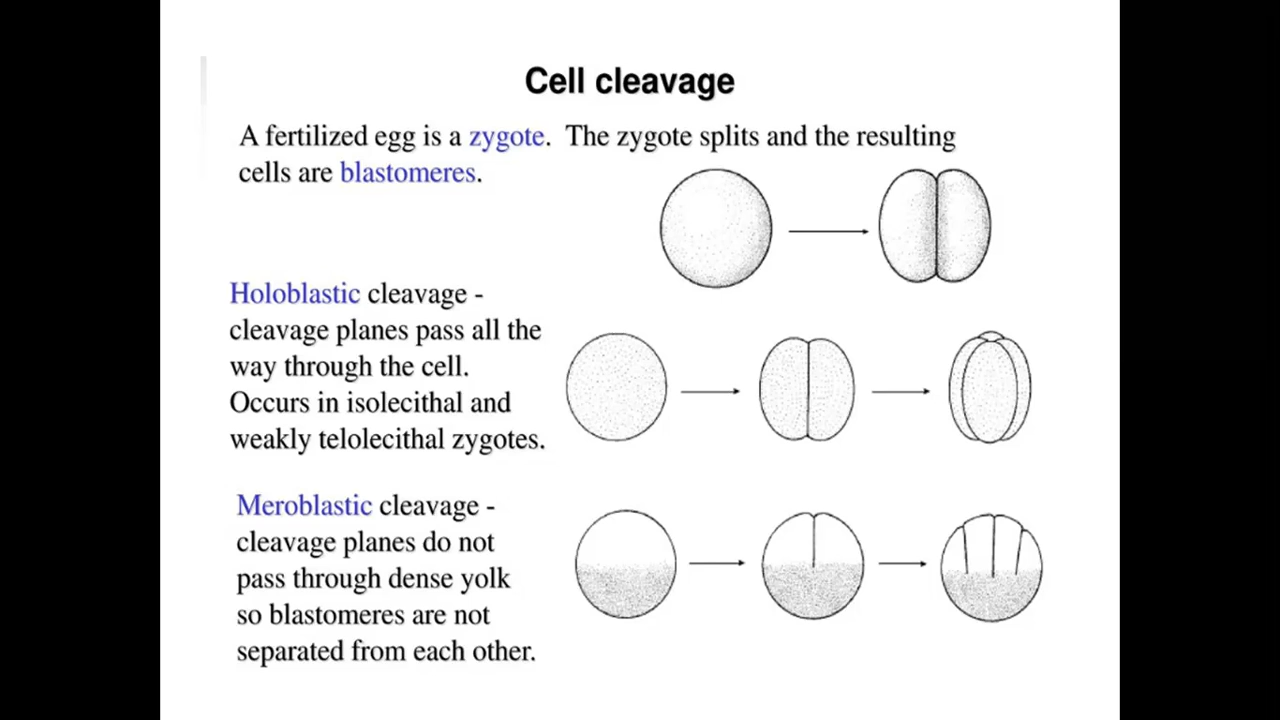 Cell cleavage
A fertilized egg is a zygote. The zygote splits and the resulting
cells are blastomeres.
Holoblastic cleavage -
cleavage planes pass all the
way through the cell.
Occurs in isolecithal and
weakly telolecithal zygotes.
Meroblastic cleavage -
cleavage planes do not
pass through dense yolk
so blastomeres are not
separated from each other.